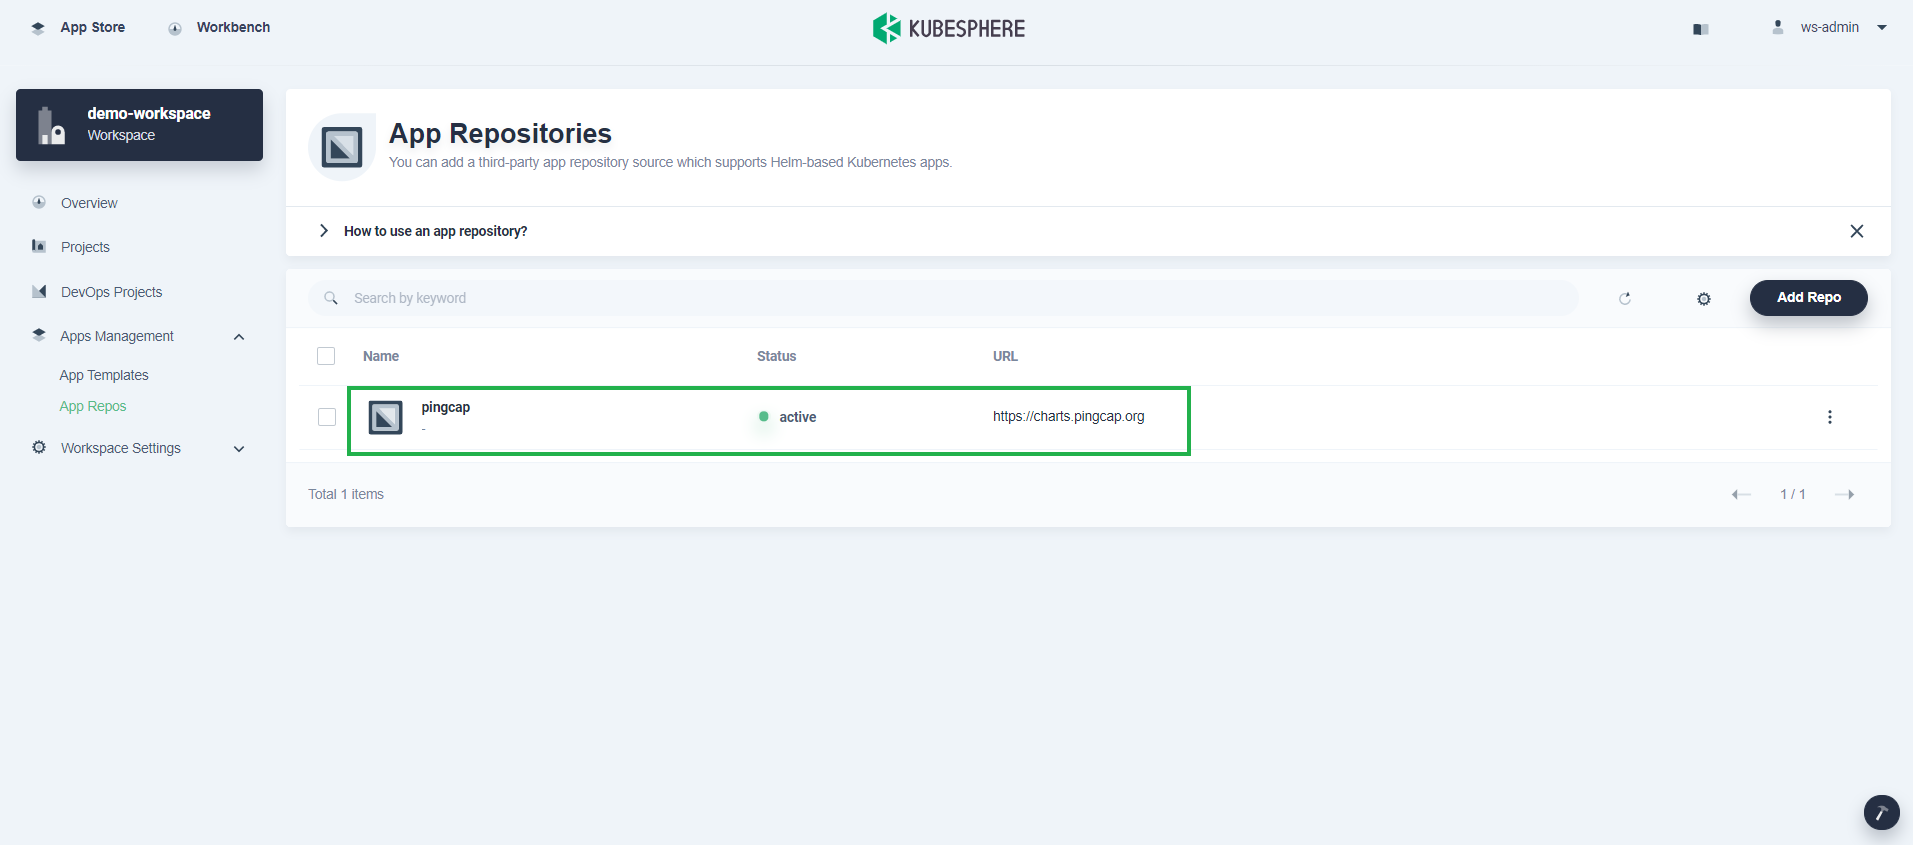 App Store
Workbench
KUBESPHERE
ws-admin
demo-workspace
Workspace
Overview
Projects
DevOps Projects
Apps Management
App Templates
App Repos
Workspace Settings
App Repositories
You can add a third-party app repository source which supports Helm-based Kubernetes apps.
How to use an app repository?
Search by keyword
Add Repo
Name Status URL
pingcap active https://charts.pingcap.org
-
Total 1 items
1 / 1